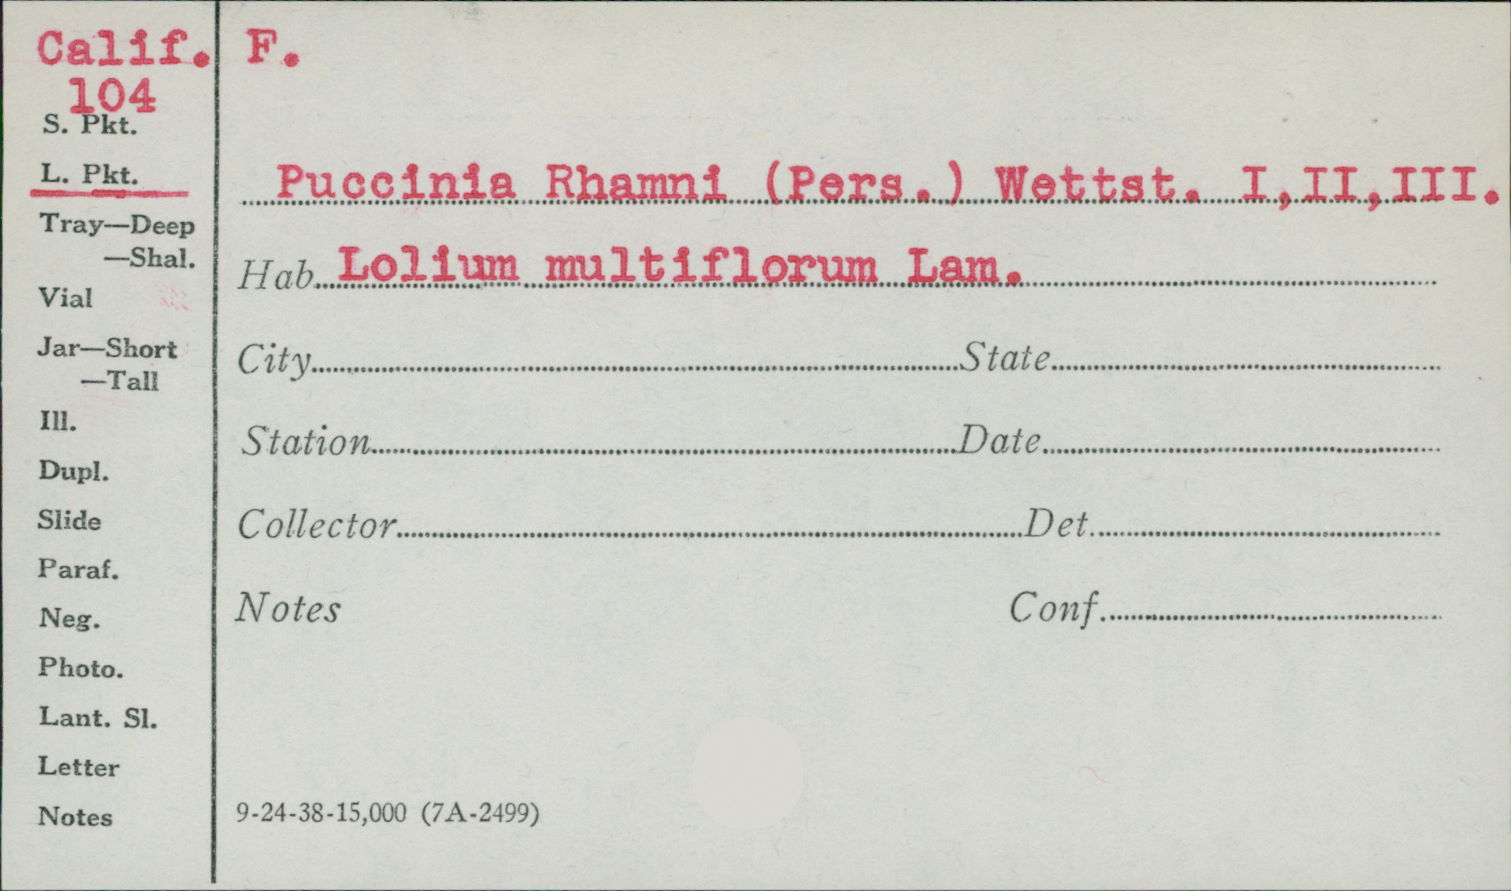 Calif. F.
104
S. Pkt.
L. Pkt.
Puccinia Rhamni (Pers.) Wettst. I,II,III.
Tray—Deep
—Shal.
Hab. Lolium multiflorum Lam.
Vial
Jar—Short
—Tall
City State
Ill.
Station Date
Dupl.
Slide
Collector Det.
Paraf.
Neg.
Notes Conf.
Photo.
Lant. Sl.
Letter
Notes
9-24-38-15,000 (7A-2499)